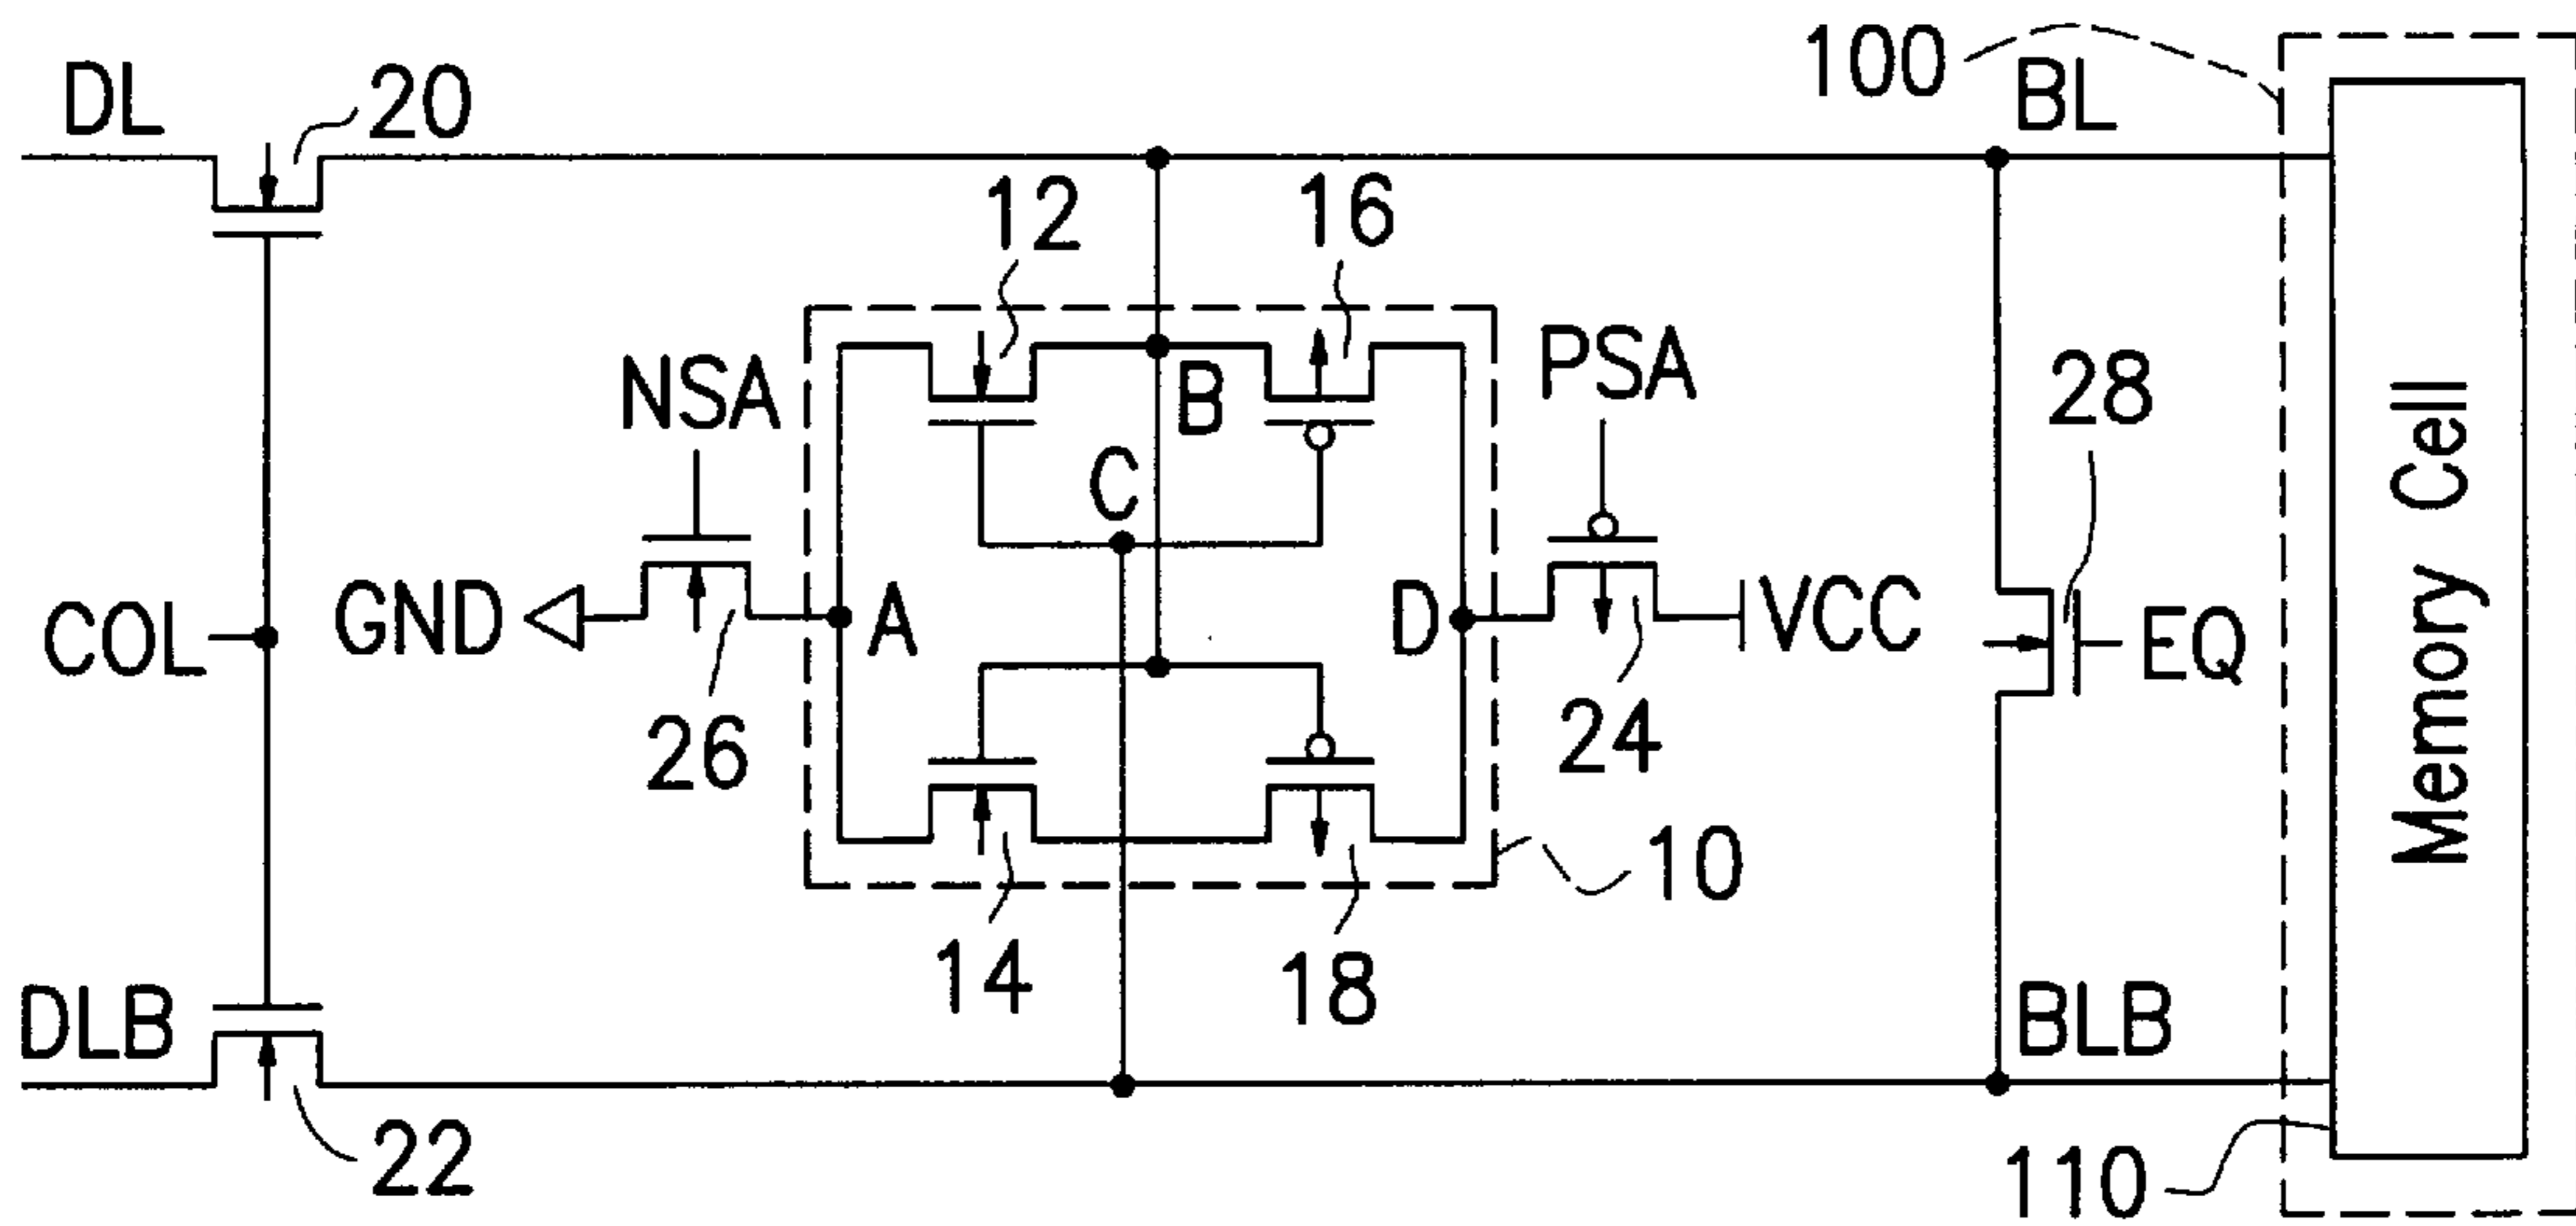 100
BL
DL
20
12
16
NSA
B
PSA
28
C
COL
GND
A
D
VCC
EQ
Memory Cell
26
24
10
14
18
DLB
BLB
22
110